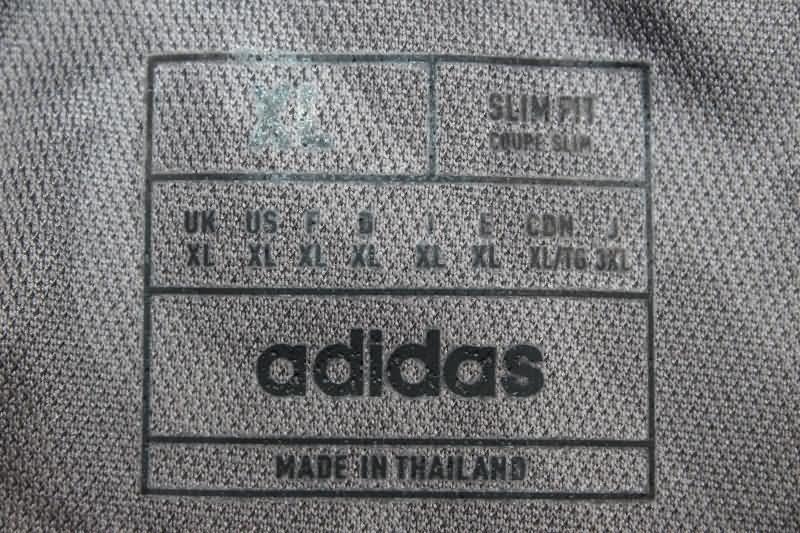 XL
SLIM FIT
COUPE SLIM
UK US F D I E CDN J
XL XL XL XL XL XL XL/TG 3XL
adidas
MADE IN THAILAND